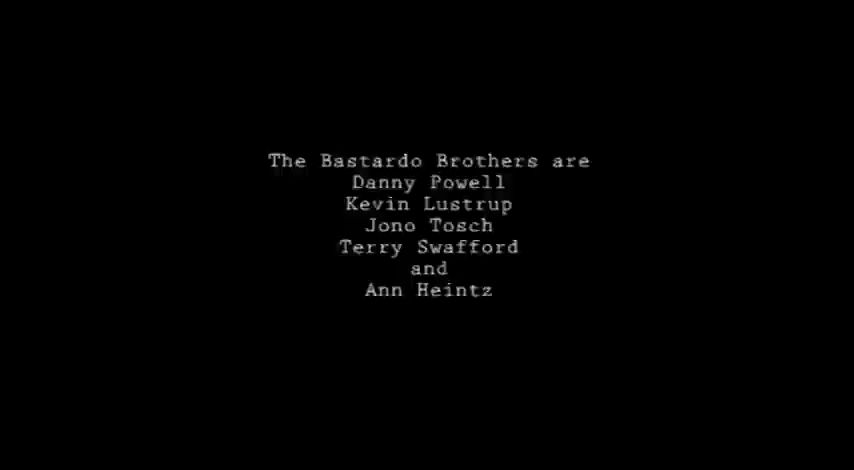 The Bastardo Brothers are
Danny Powell
Kevin Lustrup
Jono Tosch
Terry Swafford
and
Ann Heintz